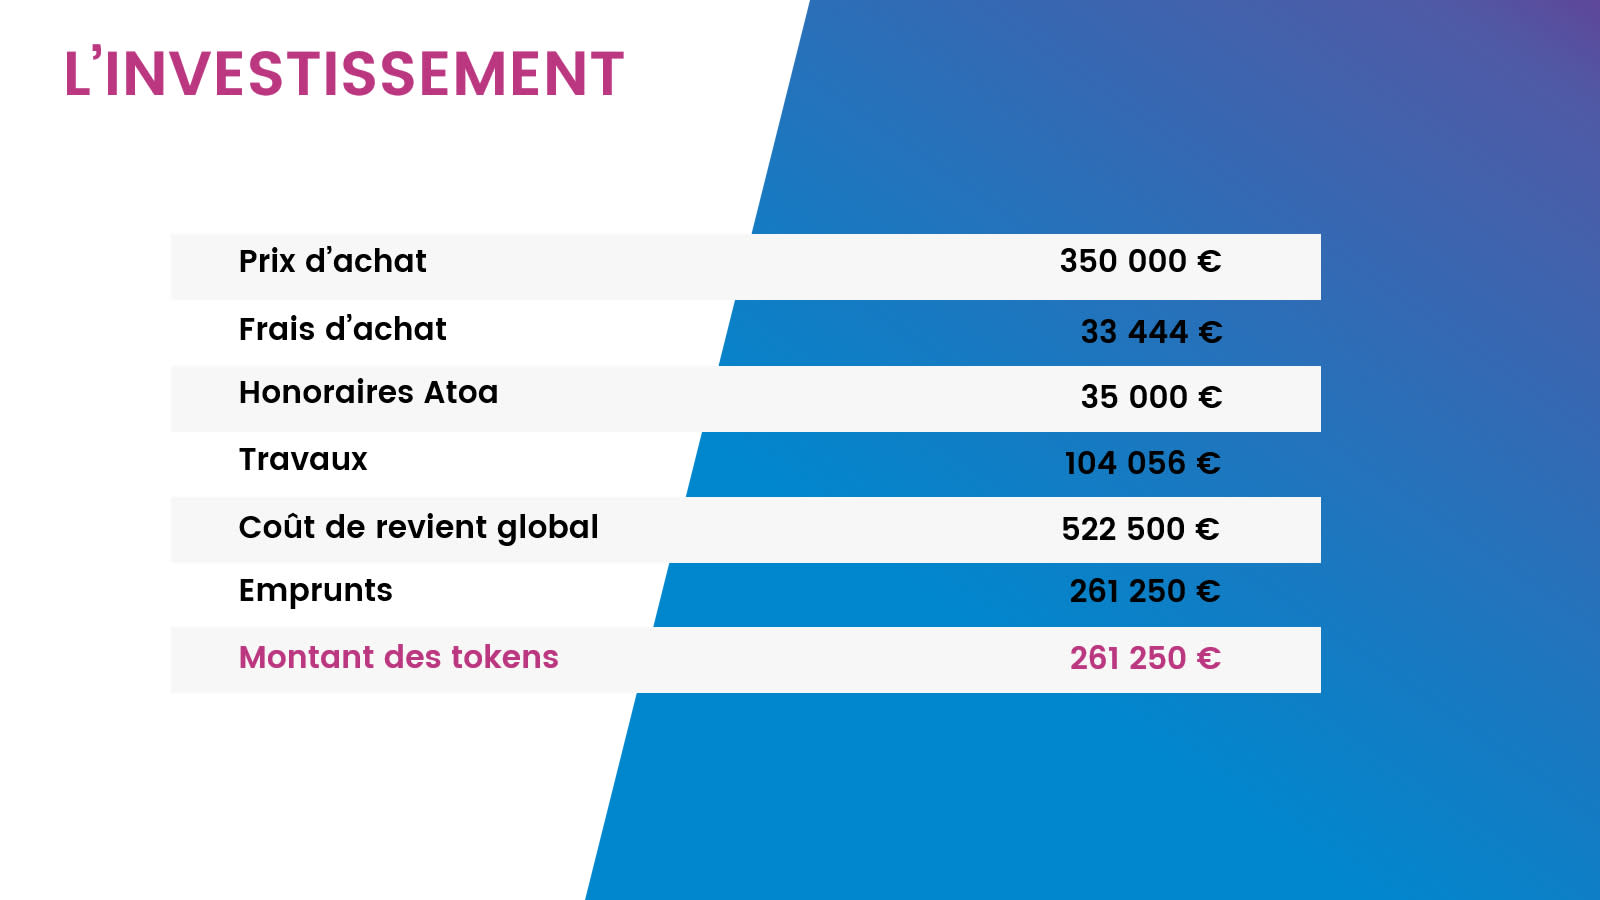 L’INVESTISSEMENT
Prix d’achat 350 000 €
Frais d’achat 33 444 €
Honoraires Atoa 35 000 €
Travaux 104 056 €
Coût de revient global 522 500 €
Emprunts 261 250 €
Montant des tokens 261 250 €